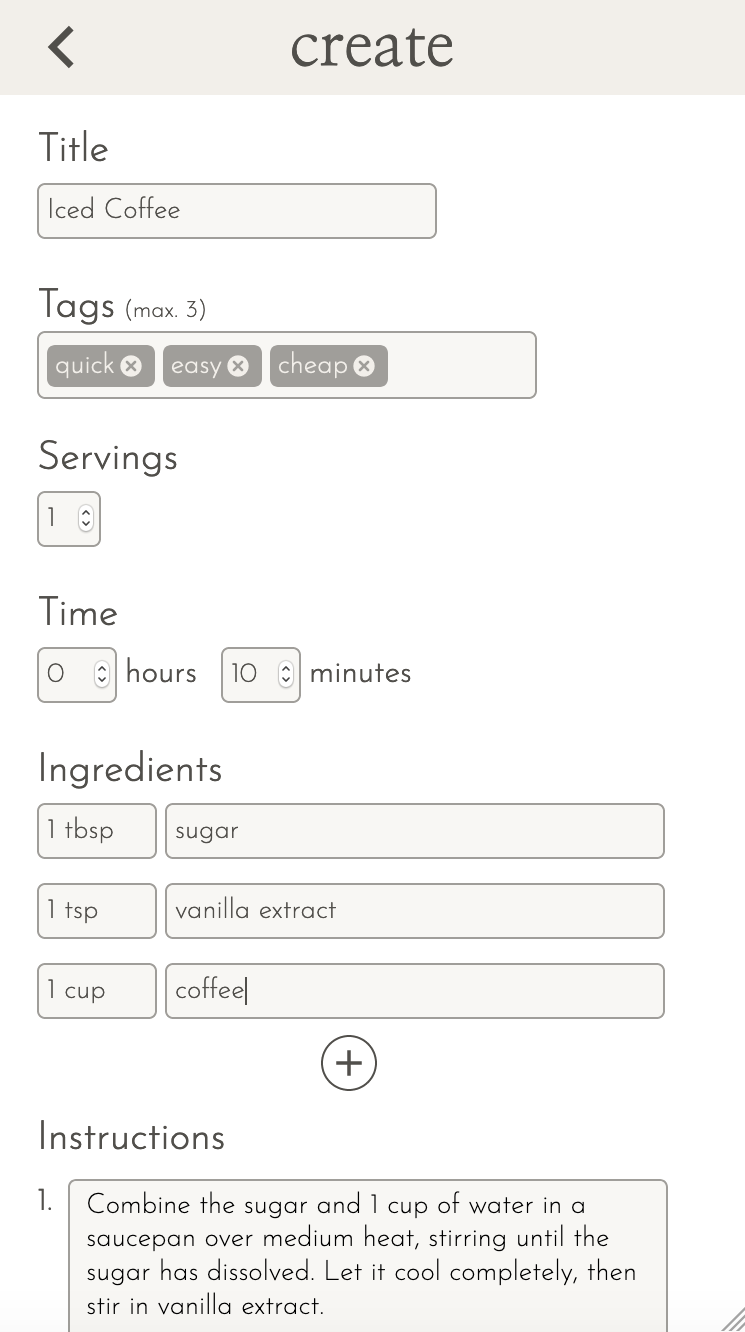 create
Title
Iced Coffee
Tags (max. 3)
quick easy cheap
Servings
1
Time
0 hours 10 minutes
Ingredients
1 tbsp sugar
1 tsp vanilla extract
1 cup coffee
Instructions
1. Combine the sugar and 1 cup of water in a
saucepan over medium heat, stirring until the
sugar has dissolved. Let it cool completely, then
stir in vanilla extract.